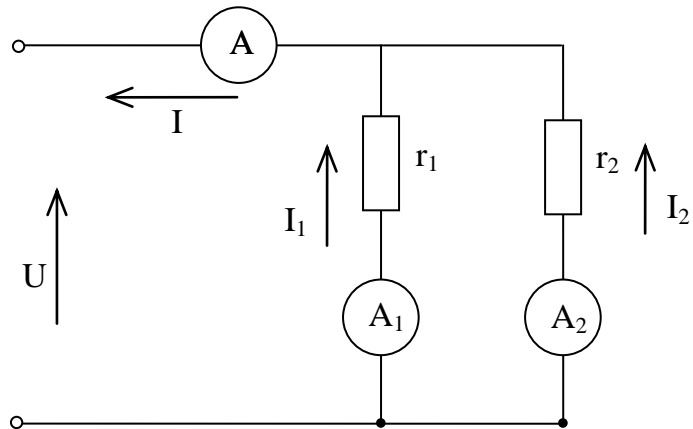 A
I
r₁
r₂
I₁
I₂
U
A₁
A₂